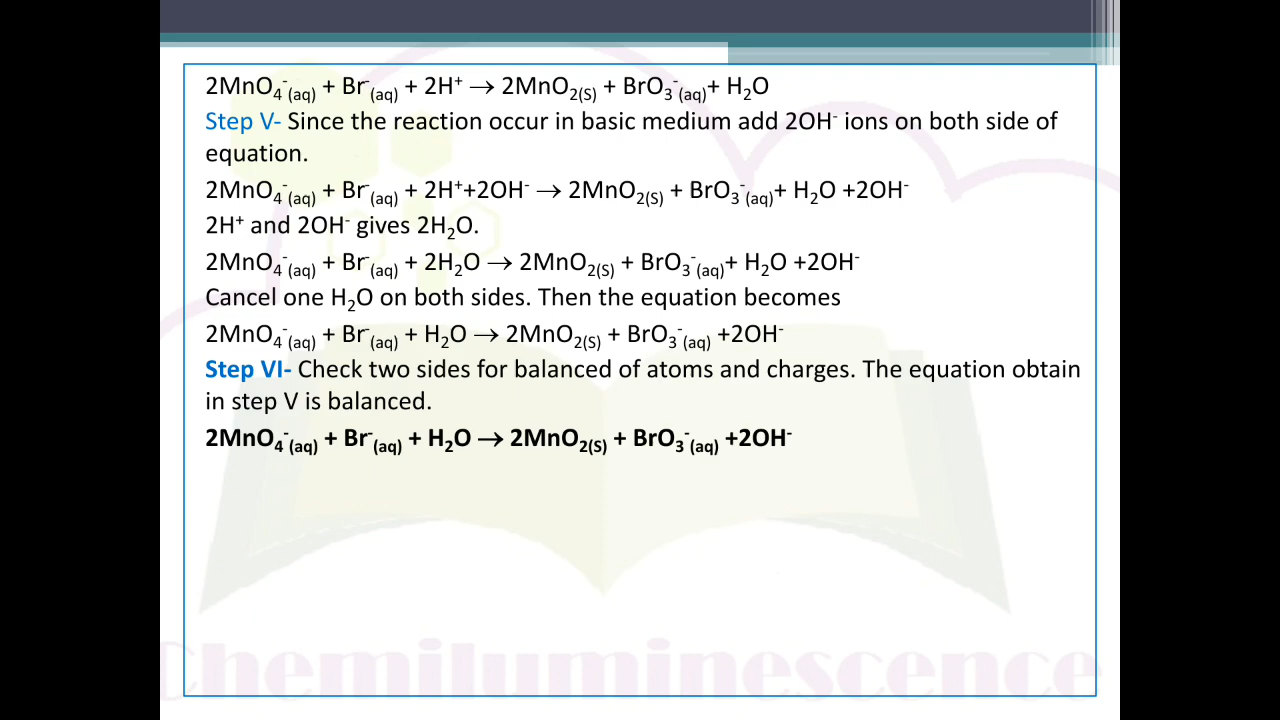 2MnO₄⁻(aq) + Br⁻(aq) + 2H⁺ → 2MnO₂(S) + BrO₃⁻(aq)+ H₂O
Step V- Since the reaction occur in basic medium add 2OH⁻ ions on both side of
equation.
2MnO₄⁻(aq) + Br⁻(aq) + 2H⁺+2OH⁻ → 2MnO₂(S) + BrO₃⁻(aq)+ H₂O +2OH⁻
2H⁺ and 2OH⁻ gives 2H₂O.
2MnO₄⁻(aq) + Br⁻(aq) + 2H₂O → 2MnO₂(S) + BrO₃⁻(aq)+ H₂O +2OH⁻
Cancel one H₂O on both sides. Then the equation becomes
2MnO₄⁻(aq) + Br⁻(aq) + H₂O → 2MnO₂(S) + BrO₃⁻(aq) +2OH⁻
Step VI- Check two sides for balanced of atoms and charges. The equation obtain
in step V is balanced.
2MnO₄⁻(aq) + Br⁻(aq) + H₂O → 2MnO₂(S) + BrO₃⁻(aq) +2OH⁻
Chemiluminescence